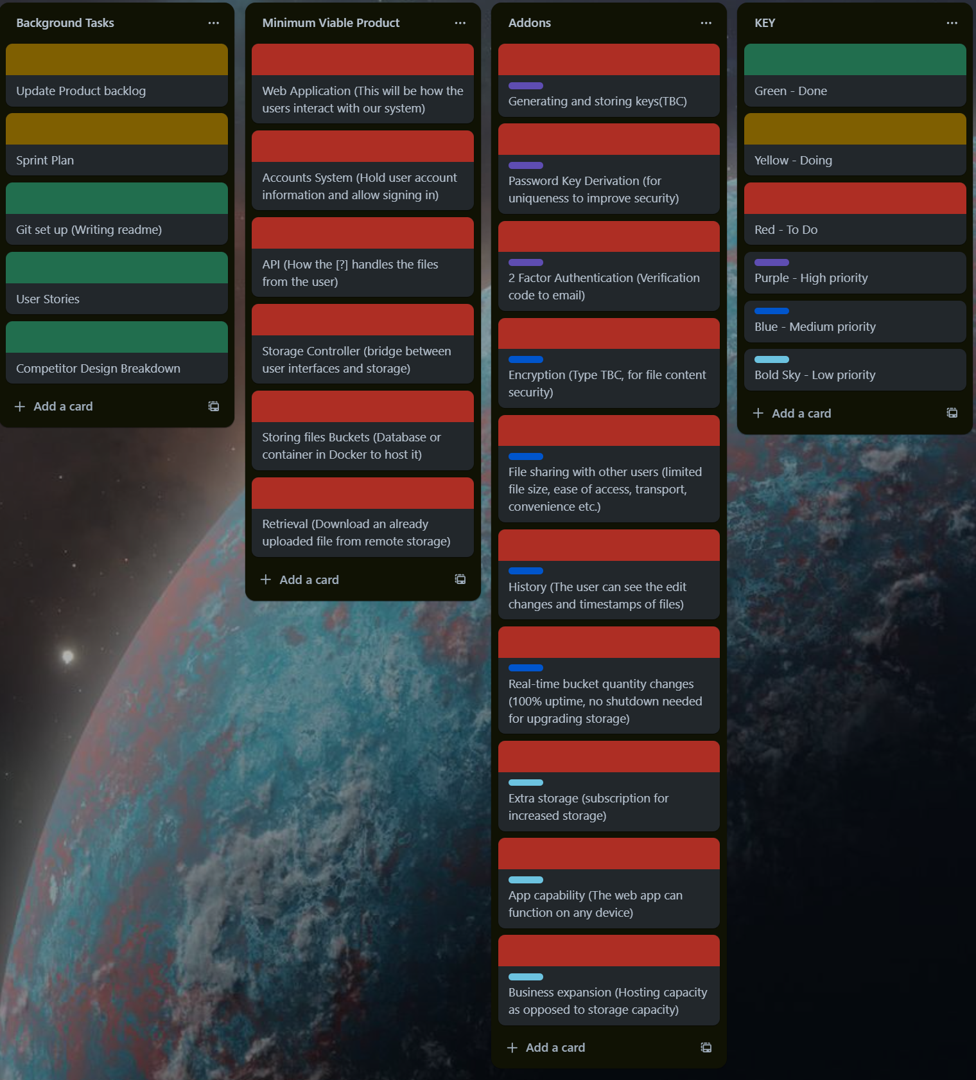 Background Tasks
Update Product backlog
Sprint Plan
Git set up (Writing readme)
User Stories
Competitor Design Breakdown
+ Add a card
Minimum Viable Product
Web Application (This will be how the
users interact with our system)
Accounts System (Hold user account
information and allow signing in)
API (How the [?] handles the files
from the user)
Storage Controller (bridge between
user interfaces and storage)
Storing files Buckets (Database or
container in Docker to host it)
Retrieval (Download an already
uploaded file from remote storage)
+ Add a card
Addons
Generating and storing keys(TBC)
Password Key Derivation (for
uniqueness to improve security)
2 Factor Authentication (Verification
code to email)
Encryption (Type TBC, for file content
security)
File sharing with other users (limited
file size, ease of access, transport,
convenience etc.)
History (The user can see the edit
changes and timestamps of files)
Real-time bucket quantity changes
(100% uptime, no shutdown needed
for upgrading storage)
Extra storage (subscription for
increased storage)
App capability (The web app can
function on any device)
Business expansion (Hosting capacity
as opposed to storage capacity)
+ Add a card
KEY
Green - Done
Yellow - Doing
Red - To Do
Purple - High priority
Blue - Medium priority
Bold Sky - Low priority
+ Add a card